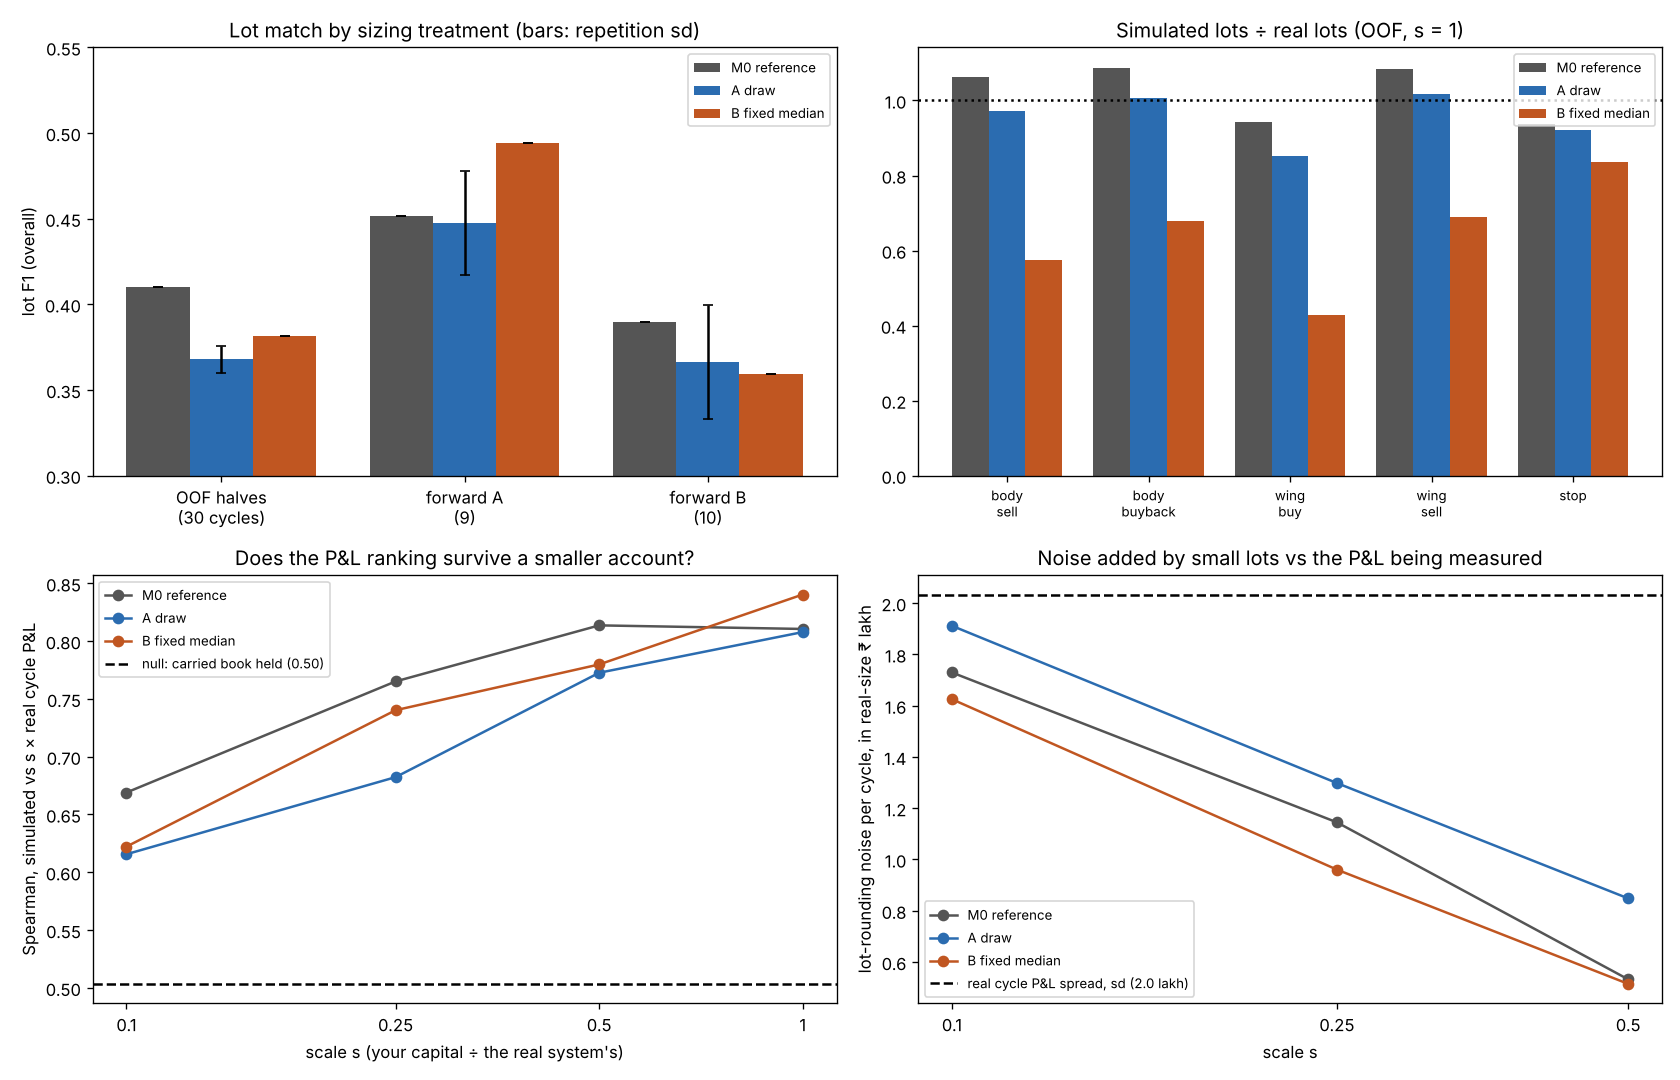 Lot match by sizing treatment (bars: repetition sd)
lot F1 (overall)
0.55
0.50
0.45
0.40
0.35
0.30
M0 reference
A draw
B fixed median
OOF halves
(30 cycles)
forward A
(9)
forward B
(10)
Simulated lots ÷ real lots (OOF, s = 1)
1.0
0.8
0.6
0.4
0.2
0.0
M0 reference
A draw
B fixed median
body
sell
body
buyback
wing
buy
wing
sell
stop
Does the P&L ranking survive a smaller account?
Spearman, simulated vs s × real cycle P&L
0.85
0.80
0.75
0.70
0.65
0.60
0.55
0.50
M0 reference
A draw
B fixed median
null: carried book held (0.50)
0.1
0.25
0.5
1
scale s (your capital ÷ the real system's)
Noise added by small lots vs the P&L being measured
lot-rounding noise per cycle, in real-size ₹ lakh
2.0
1.8
1.6
1.4
1.2
1.0
0.8
0.6
M0 reference
A draw
B fixed median
real cycle P&L spread, sd (2.0 lakh)
0.1
0.25
0.5
scale s